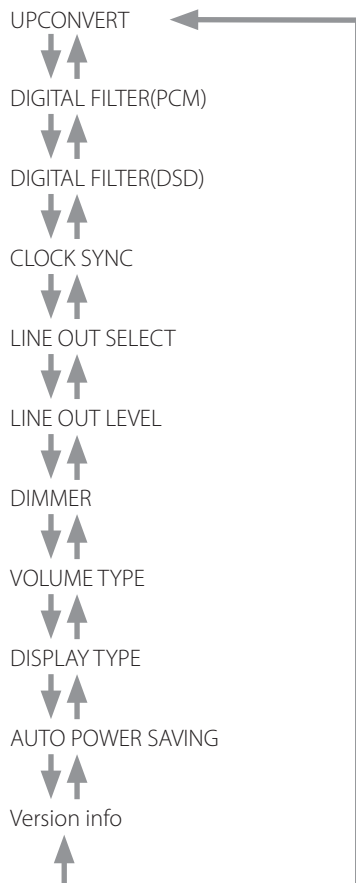 UPCONVERT
DIGITAL FILTER(PCM)
DIGITAL FILTER(DSD)
CLOCK SYNC
LINE OUT SELECT
LINE OUT LEVEL
DIMMER
VOLUME TYPE
DISPLAY TYPE
AUTO POWER SAVING
Version info